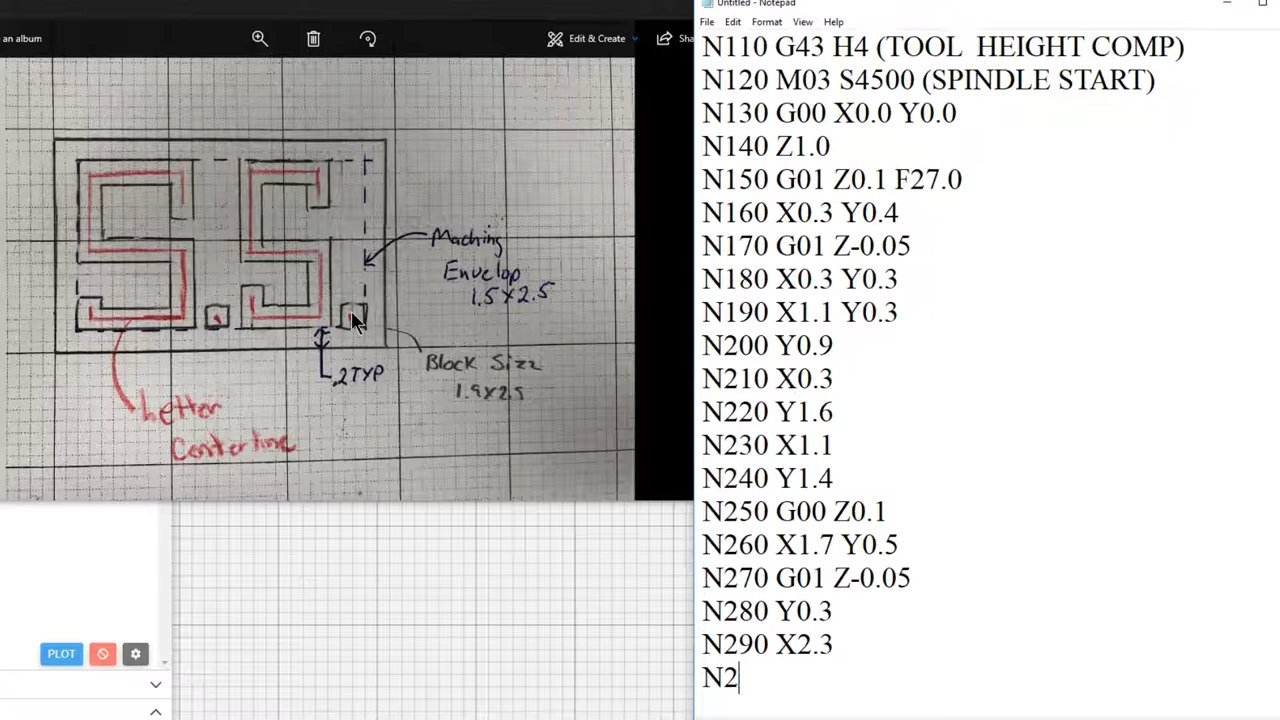 an album
Edit & Create
Sha
Maching
Envelop
1.5x2.5
Block Size
1.9x2.5
.2TYP
Letter
Centerline
PLOT
Untitled - Notepad
File Edit Format View Help
N110 G43 H4 (TOOL  HEIGHT COMP)
N120 M03 S4500 (SPINDLE START)
N130 G00 X0.0 Y0.0
N140 Z1.0
N150 G01 Z0.1 F27.0
N160 X0.3 Y0.4
N170 G01 Z-0.05
N180 X0.3 Y0.3
N190 X1.1 Y0.3
N200 Y0.9
N210 X0.3
N220 Y1.6
N230 X1.1
N240 Y1.4
N250 G00 Z0.1
N260 X1.7 Y0.5
N270 G01 Z-0.05
N280 Y0.3
N290 X2.3
N2